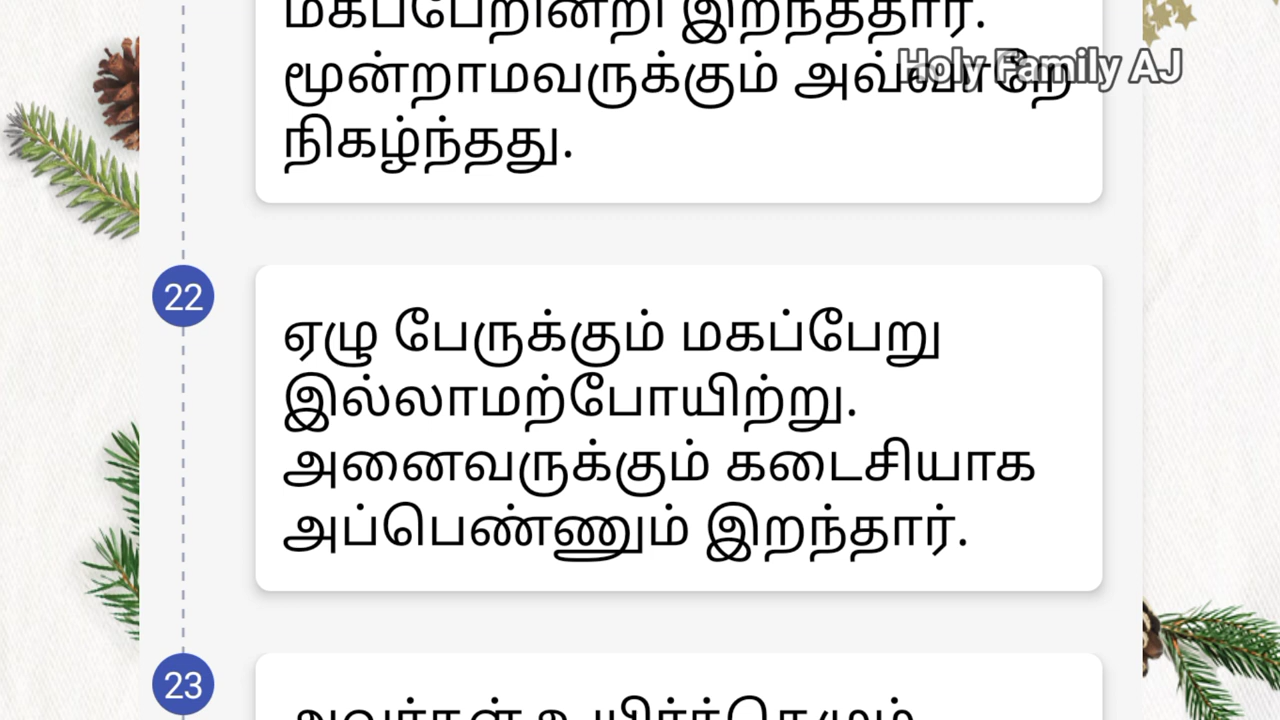 மகப்பேறின்றி இறந்ததார்.
மூன்றாமவருக்கும் அவ்வாறே
Holy Family AJ
நிகழ்ந்தது.
22
ஏழு பேருக்கும் மகப்பேறு
இல்லாமற்போயிற்று.
அனைவருக்கும் கடைசியாக
அப்பெண்ணும் இறந்தார்.
23